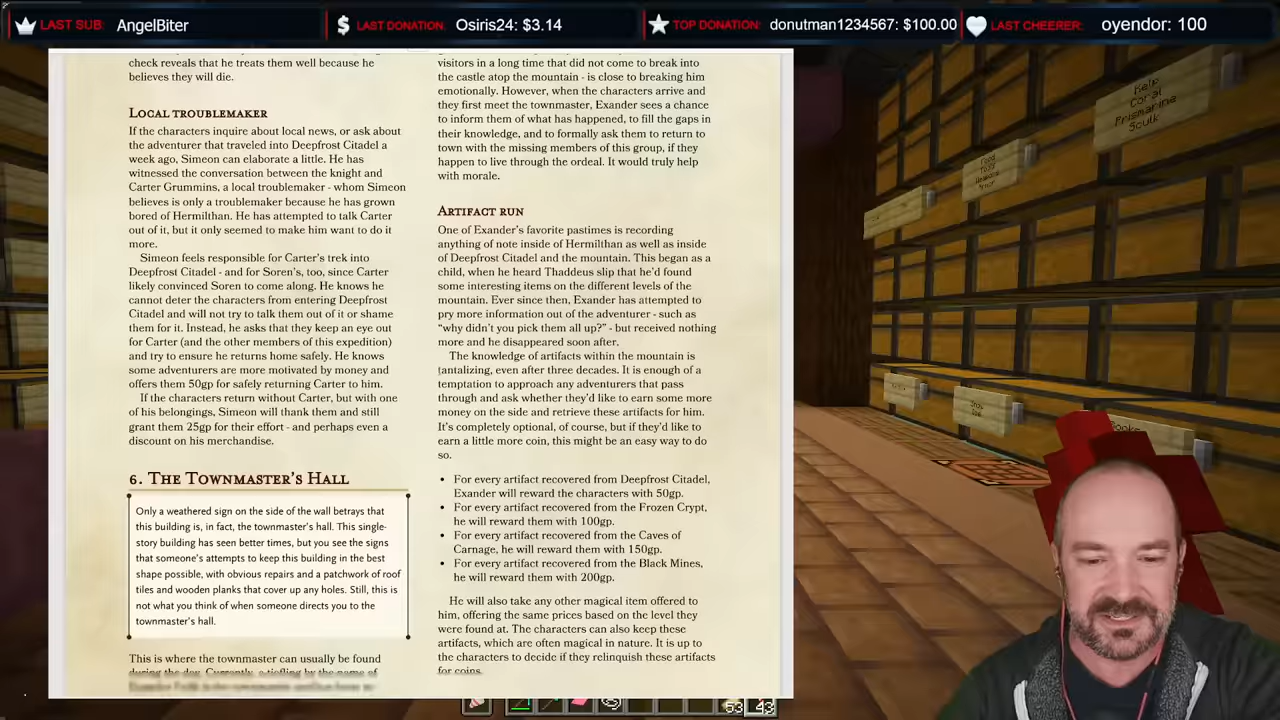 LAST SUB: AngelBiter
LAST DONATION: Osiris24: $3.14
TOP DONATION: donutman1234567: $100.00
LAST CHEERER: oyendor: 100
check reveals that he treats them well because he
believes they will die.
LOCAL TROUBLEMAKER
If the characters inquire about local news, or ask about
the adventurer that traveled into Deepfrost Citadel a
week ago, Simeon can elaborate a little. He has
witnessed the conversation between the knight and
Carter Grummins, a local troublemaker - whom Simeon
believes is only a troublemaker because he has grown
bored of Hermilthan. He has attempted to talk Carter
out of it, but it only seemed to make him want to do it
more.
Simeon feels responsible for Carter's trek into
Deepfrost Citadel - and for Soren's, too, since Carter
likely convinced Soren to come along. He knows he
cannot deter the characters from entering Deepfrost
Citadel and will not try to talk them out of it or shame
them for it. Instead, he asks that they keep an eye out
for Carter (and the other members of this expedition)
and try to ensure he returns home safely. He knows
some adventurers are more motivated by money and
offers them 50gp for safely returning Carter to him.
If the characters return without Carter, but with one
of his belongings, Simeon will thank them and still
grant them 25gp for their effort - and perhaps even a
discount on his merchandise.
6. THE TOWNMASTER'S HALL
Only a weathered sign on the side of the wall betrays that
this building is, in fact, the townmaster's hall. This single-
story building has seen better times, but you see the signs
that someone's attempts to keep this building in the best
shape possible, with obvious repairs and a patchwork of roof
tiles and wooden planks that cover up any holes. Still, this is
not what you think of when someone directs you to the
townmaster's hall.
This is where the townmaster can usually be found
during the day. Currently, a tiefling by the name of
visitors in a long time that did not come to break into
the castle atop the mountain - is close to breaking him
emotionally. However, when the characters arrive and
they first meet the townmaster, Exander sees a chance
to inform them of what has happened, to fill the gaps in
their knowledge, and to formally ask them to return to
town with the missing members of this group, if they
happen to live through the ordeal. It would truly help
with morale.
ARTIFACT RUN
One of Exander's favorite pastimes is recording
anything of note inside of Hermilthan as well as inside
of Deepfrost Citadel and the mountain. This began as a
child, when he heard Thaddeus slip that he'd found
some interesting items on the different levels of the
mountain. Ever since then, Exander has attempted to
pry more information out of the adventurer - such as
"why didn't you pick them all up?" - but received nothing
more and he disappeared soon after.
The knowledge of artifacts within the mountain is
tantalizing, even after three decades. It is enough of a
temptation to approach any adventurers that pass
through and ask whether they'd like to earn some more
money on the side and retrieve these artifacts for him.
It's completely optional, of course, but if they'd like to
earn a little more coin, this might be an easy way to do
so.
• For every artifact recovered from Deepfrost Citadel,
Exander will reward the characters with 50gp.
• For every artifact recovered from the Frozen Crypt,
he will reward them with 100gp.
• For every artifact recovered from the Caves of
Carnage, he will reward them with 150gp.
• For every artifact recovered from the Black Mines,
he will reward them with 200gp.
He will also take any other magical item offered to
him, offering the same prices based on the level they
were found at. The characters can also keep these
artifacts, which are often magical in nature. It is up to
the characters to decide if they relinquish these artifacts
for coins.
Kelp
Coral
Prismarine
Sculk
53
43